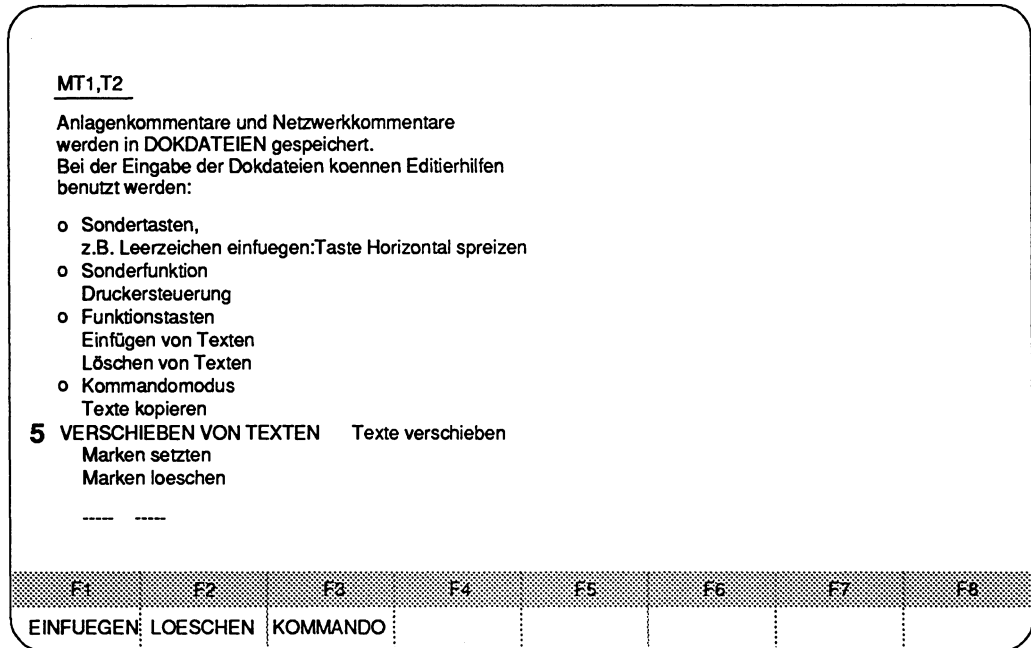 MT1,T2
Anlagenkommentare und Netzwerkkommentare
werden in DOKDATEIEN gespeichert.
Bei der Eingabe der Dokdateien koennen Editierhilfen
benutzt werden:
o Sondertasten,
z.B. Leerzeichen einfuegen:Taste Horizontal spreizen
o Sonderfunktion
Druckersteuerung
o Funktionstasten
Einfügen von Texten
Löschen von Texten
o Kommandomodus
Texte kopieren
5 VERSCHIEBEN VON TEXTEN Texte verschieben
Marken setzten
Marken loeschen
----- -----
F1 F2 F3 F4 F5 F6 F7 F8
EINFUEGEN LOESCHEN KOMMANDO